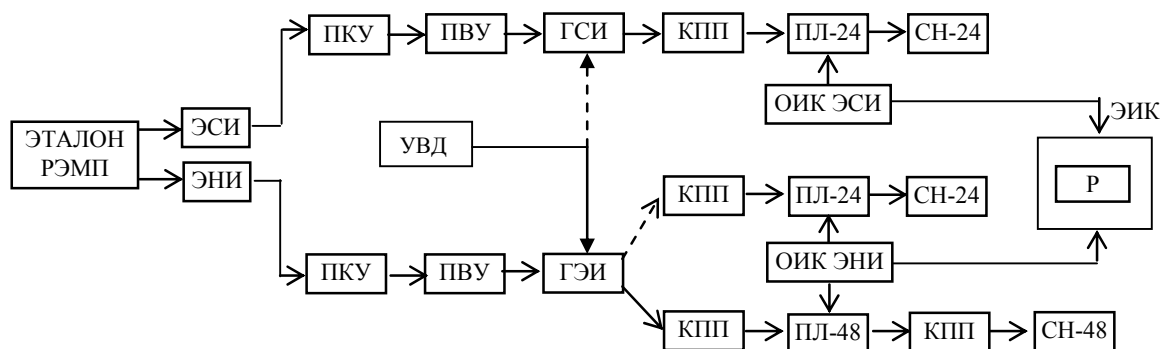 ПКУ ПВУ ГСИ КПП ПЛ-24 СН-24
ОИК ЭСИ
ЭИК
ЭСИ
ЭТАЛОН
РЭМП
УВД
ЭНИ
Р
КПП ПЛ-24 СН-24
ОИК ЭНИ
ПКУ ПВУ ГЭИ
КПП ПЛ-48 КПП СН-48